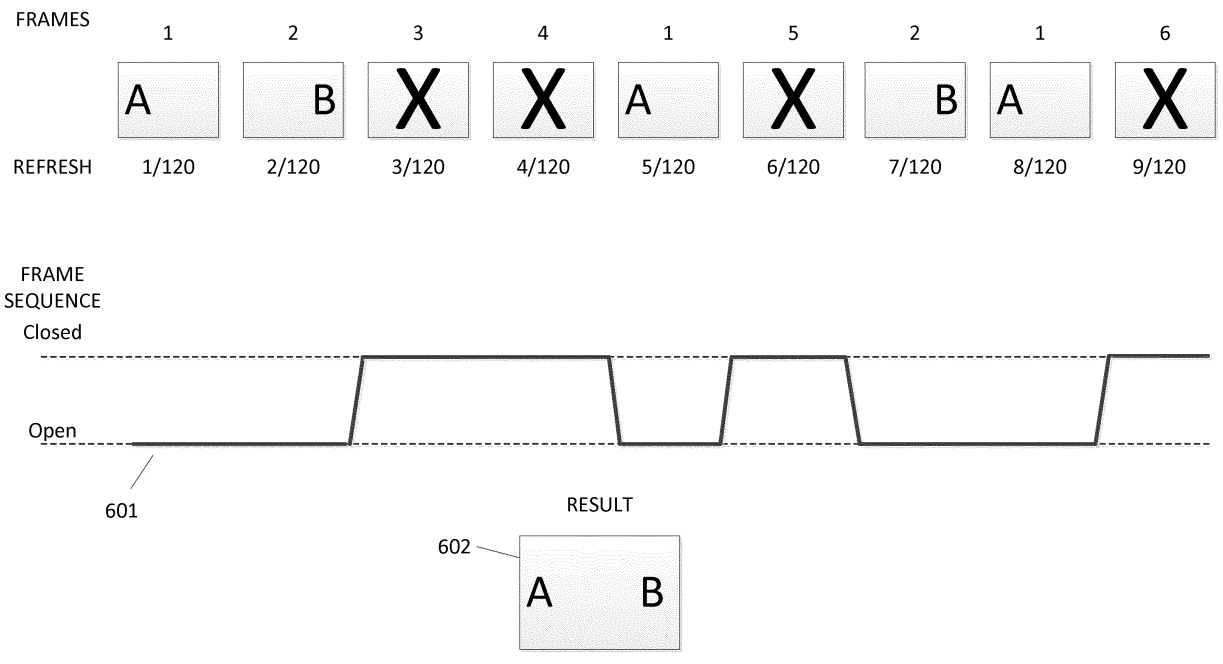 FRAMES
1 2 3 4 1 5 2 1 6
A B X X A X B A X
REFRESH 1/120 2/120 3/120 4/120 5/120 6/120 7/120 8/120 9/120
FRAME
SEQUENCE
Closed
Open
601
RESULT
602
A B